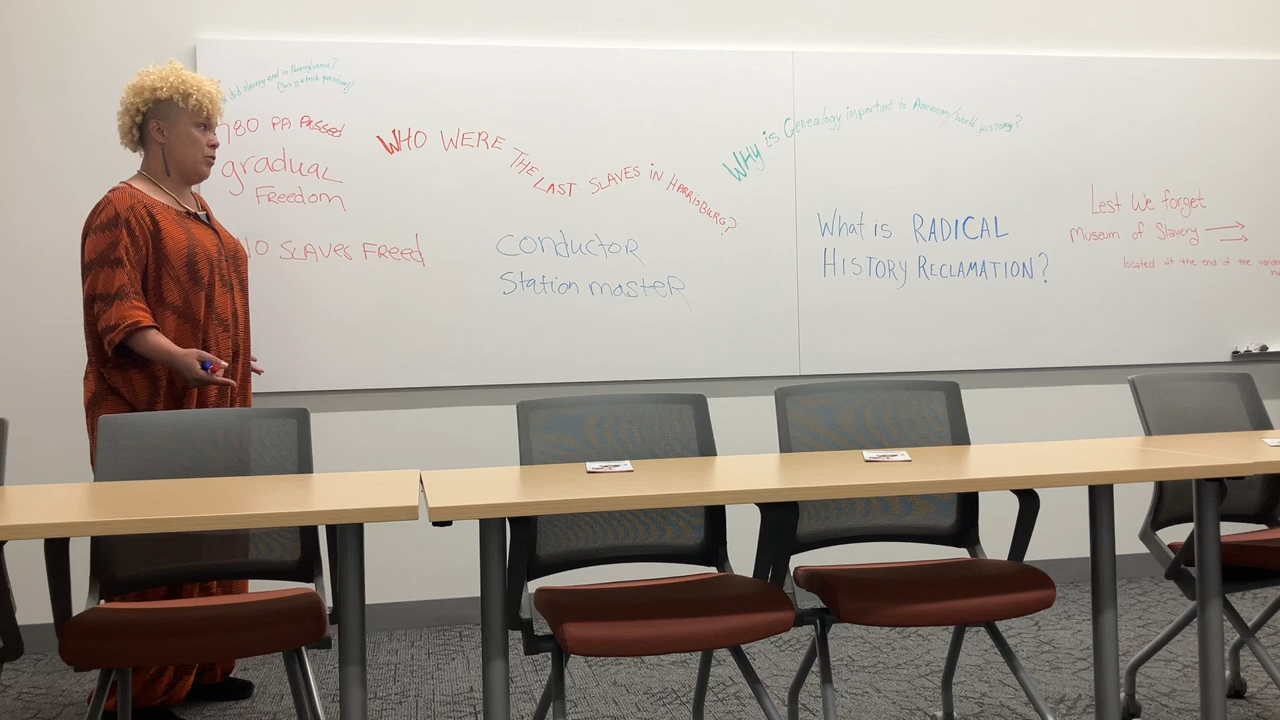 did slavery end in Pennsylvania?
(this is a trick question!)
780 PA Passed
gradual
Freedom
10 SLAVES FREED
WHO WERE THE LAST SLAVES IN HARRISBURG?
conductor
Station master
WHY is Genealogy important to American/world HISTORY?
What is RADICAL
HISTORY RECLAMATION?
Lest We forget
Museum of Slavery
located at the end of the